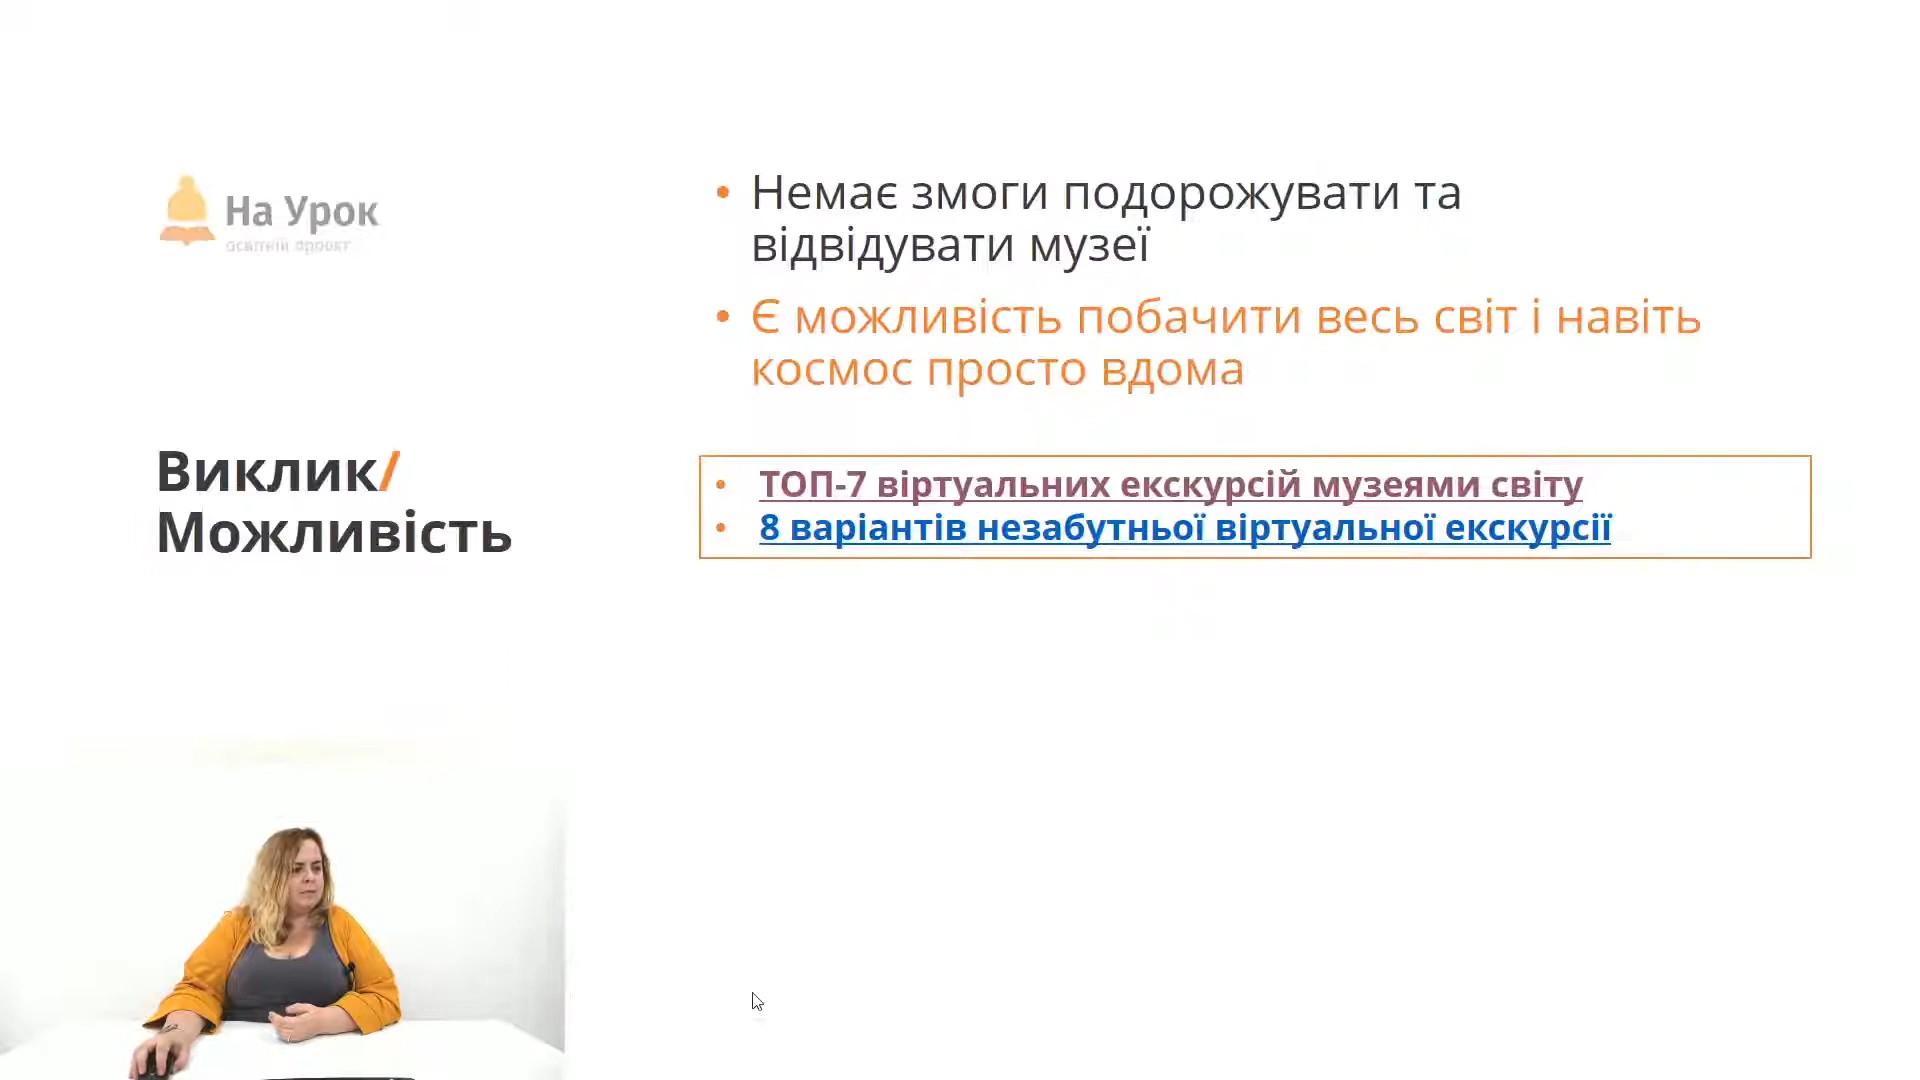 На Урок
освітній проект
Немає змоги подорожувати та
відвідувати музеї
Є можливість побачити весь світ і навіть
космос просто вдома
Виклик/
Можливість
ТОП-7 віртуальних екскурсій музеями світу
8 варіантів незабутньої віртуальної екскурсії